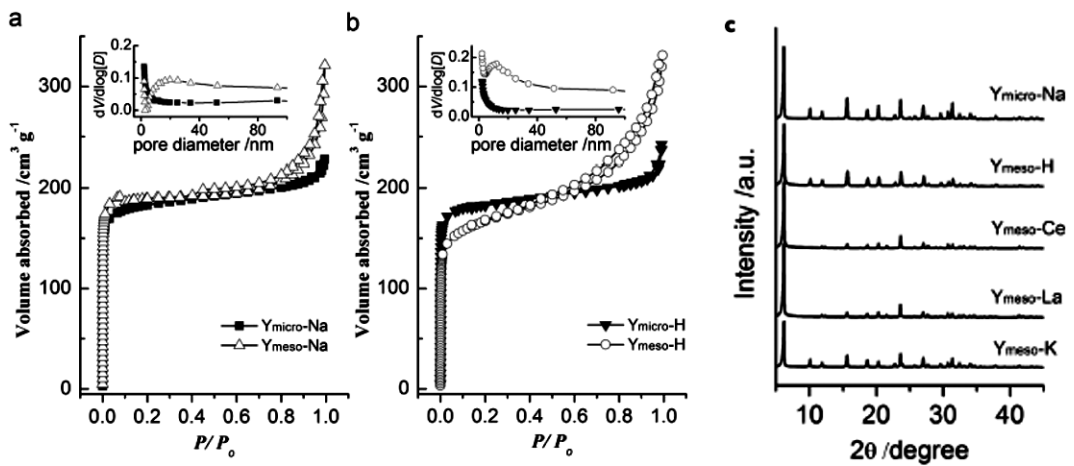 a
dV/dlog[D]
0.2
0.1
0.0
0
40
80
pore diameter /nm
Volume absorbed /cm³ g⁻¹
300
200
100
0
0.0 0.2 0.4 0.6 0.8 1.0
P/ Po
Ymicro-Na
Ymeso-Na
b
dV/dlog[D]
0.2
0.1
0.0
0
40
80
pore diameter /nm
Volume absorbed /cm³ g⁻¹
300
200
100
0
0.0 0.2 0.4 0.6 0.8 1.0
P/ Po
Ymicro-H
Ymeso-H
c
Intensity /a.u.
Ymicro-Na
Ymeso-H
Ymeso-Ce
Ymeso-La
Ymeso-K
10 20 30 40
2θ /degree